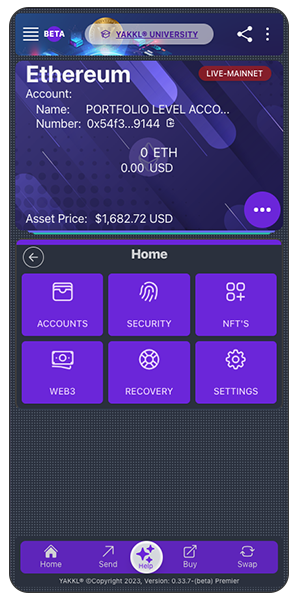 BETA
YAKKL® UNIVERSITY
Ethereum
LIVE-MAINNET
Account:
Name: PORTFOLIO LEVEL ACCO...
Number: 0x54f3...9144
0 ETH
0.00 USD
Asset Price: $1,682.72 USD
Home
ACCOUNTS SECURITY NFT'S
WEB3 RECOVERY SETTINGS
Home Send Help Buy Swap
YAKKL® ©Copyright 2023, Version: 0.33.7-(beta) Premier